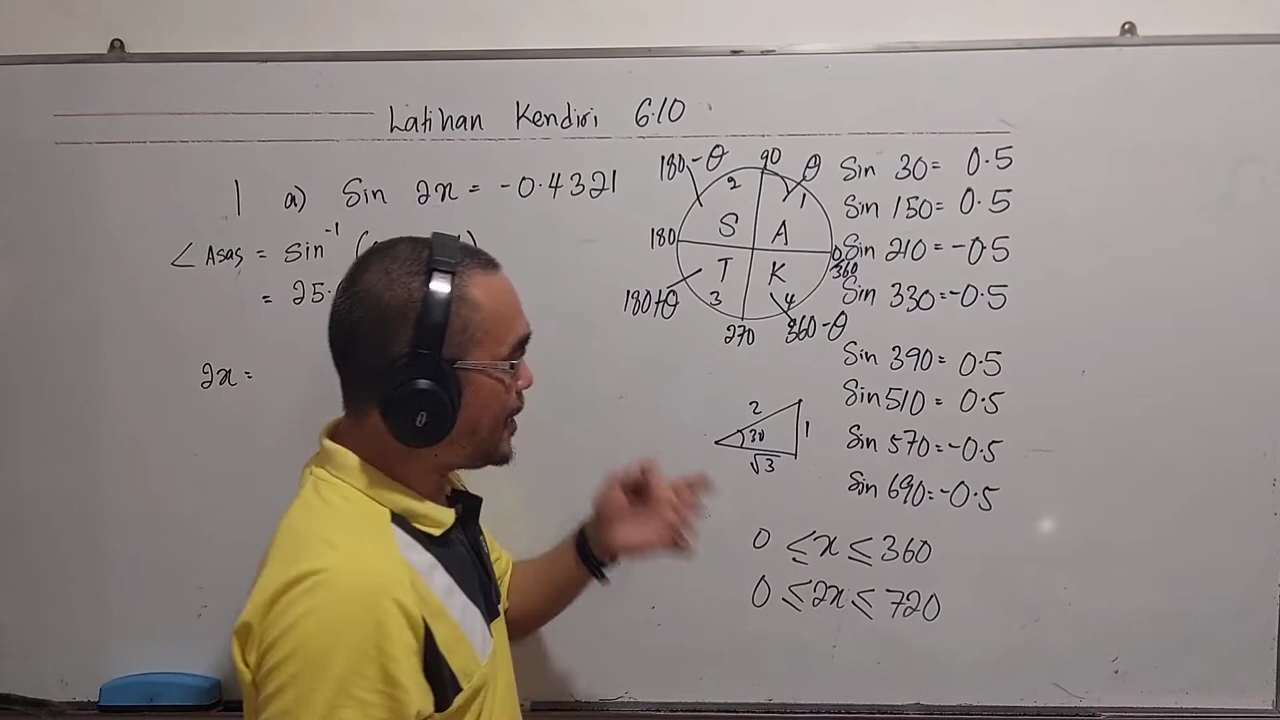 Latihan Kendiri 6.10
1 a) Sin 2x = -0.4321
∠ Asas = sin⁻¹ (
= 25.
2x =
180-θ 90 θ
2 1
S A
180 0
360
T K
3 4
180+θ 270 360-θ
2 1
30
√3
Sin 30 = 0.5
Sin 150 = 0.5
Sin 210 = -0.5
Sin 330 = -0.5
Sin 390 = 0.5
Sin 510 = 0.5
Sin 570 = -0.5
Sin 690 = -0.5
0 ≤ x ≤ 360
0 ≤ 2x ≤ 720